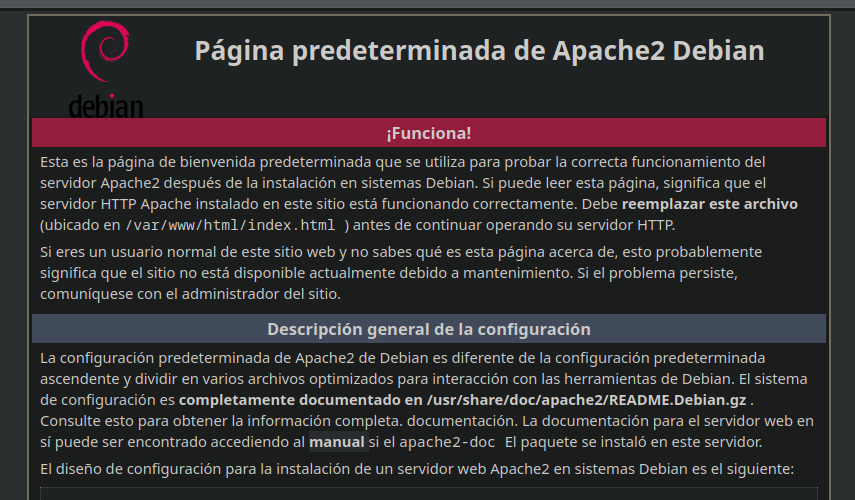 Página predeterminada de Apache2 Debian
debian
¡Funciona!
Esta es la página de bienvenida predeterminada que se utiliza para probar la correcta funcionamiento del
servidor Apache2 después de la instalación en sistemas Debian. Si puede leer esta página, significa que el
servidor HTTP Apache instalado en este sitio está funcionando correctamente. Debe reemplazar este archivo
(ubicado en /var/www/html/index.html ) antes de continuar operando su servidor HTTP.
Si eres un usuario normal de este sitio web y no sabes qué es esta página acerca de, esto probablemente
significa que el sitio no está disponible actualmente debido a mantenimiento. Si el problema persiste,
comuníquese con el administrador del sitio.
Descripción general de la configuración
La configuración predeterminada de Apache2 de Debian es diferente de la configuración predeterminada
ascendente y dividir en varios archivos optimizados para interacción con las herramientas de Debian. El sistema
de configuración es completamente documentado en /usr/share/doc/apache2/README.Debian.gz .
Consulte esto para obtener la información completa. documentación. La documentación para el servidor web en
sí puede ser encontrado accediendo al manual si el apache2-doc El paquete se instaló en este servidor.
El diseño de configuración para la instalación de un servidor web Apache2 en sistemas Debian es el siguiente: